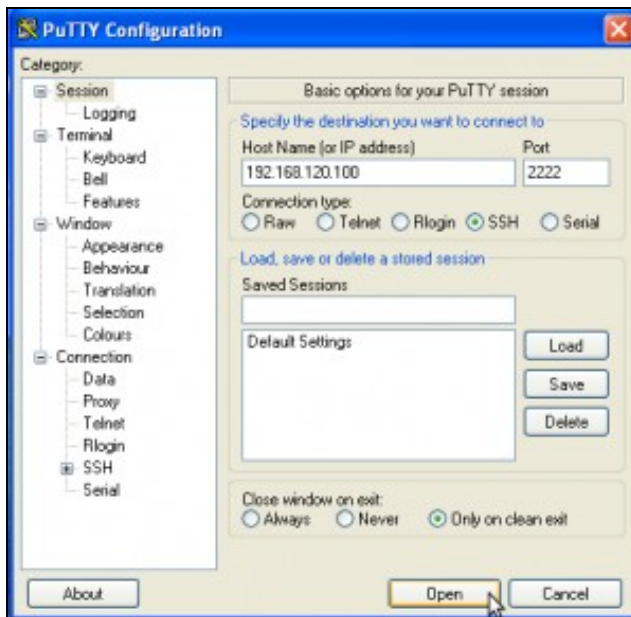 PuTTY Configuration
Category:
Session
Logging
Terminal
Keyboard
Bell
Features
Window
Appearance
Behaviour
Translation
Selection
Colours
Connection
Data
Proxy
Telnet
Rlogin
SSH
Serial
Basic options for your PuTTY session
Specify the destination you want to connect to
Host Name (or IP address) Port
192.168.120.100 2222
Connection type:
Raw Telnet Rlogin SSH Serial
Load, save or delete a stored session
Saved Sessions
Default Settings
Load
Save
Delete
Close window on exit:
Always Never Only on clean exit
About Open Cancel